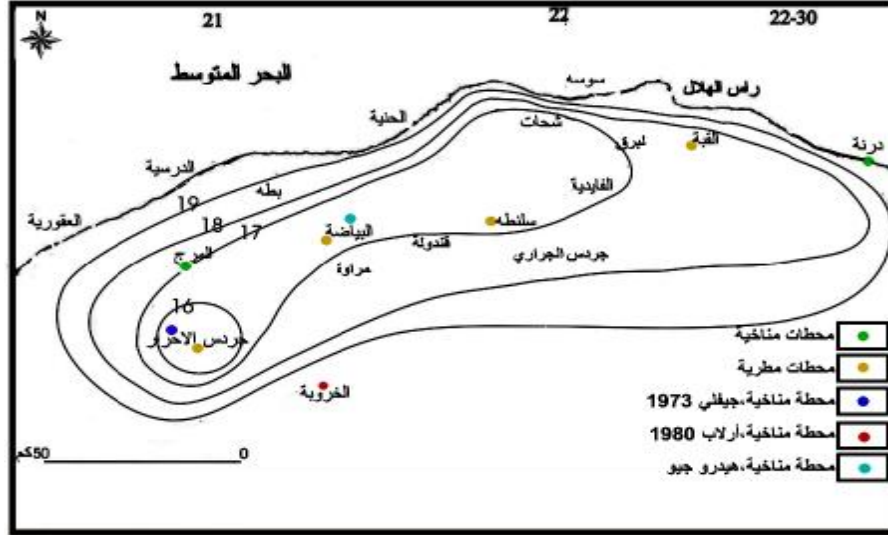 N
21
22
22-30
البحر المتوسط
سوسه
راس الهلال
الحنية
شحات
لبرق
القبة
درنة
الدرسية
بطه
الفايدية
19
العقورية
18
17
البياضة
سلنطه
قندولة
المرج
مراوة
جردس الجراري
16
جردس الاحرار
الخروبة
محطات مناخية
محطات مطرية
محطة مناخية،جيفلي 1973
محطة مناخية،أرلاب 1980
محطة مناخية،هيدرو جيو
50كم
0